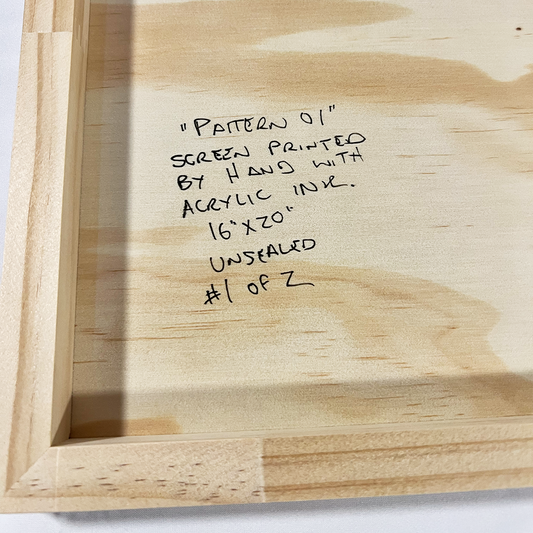 "PATTERN 01"
SCREEN PRINTED
BY HAND WITH
ACRYLIC INK.
16"X20"
UNSEALED
#1 OF 2